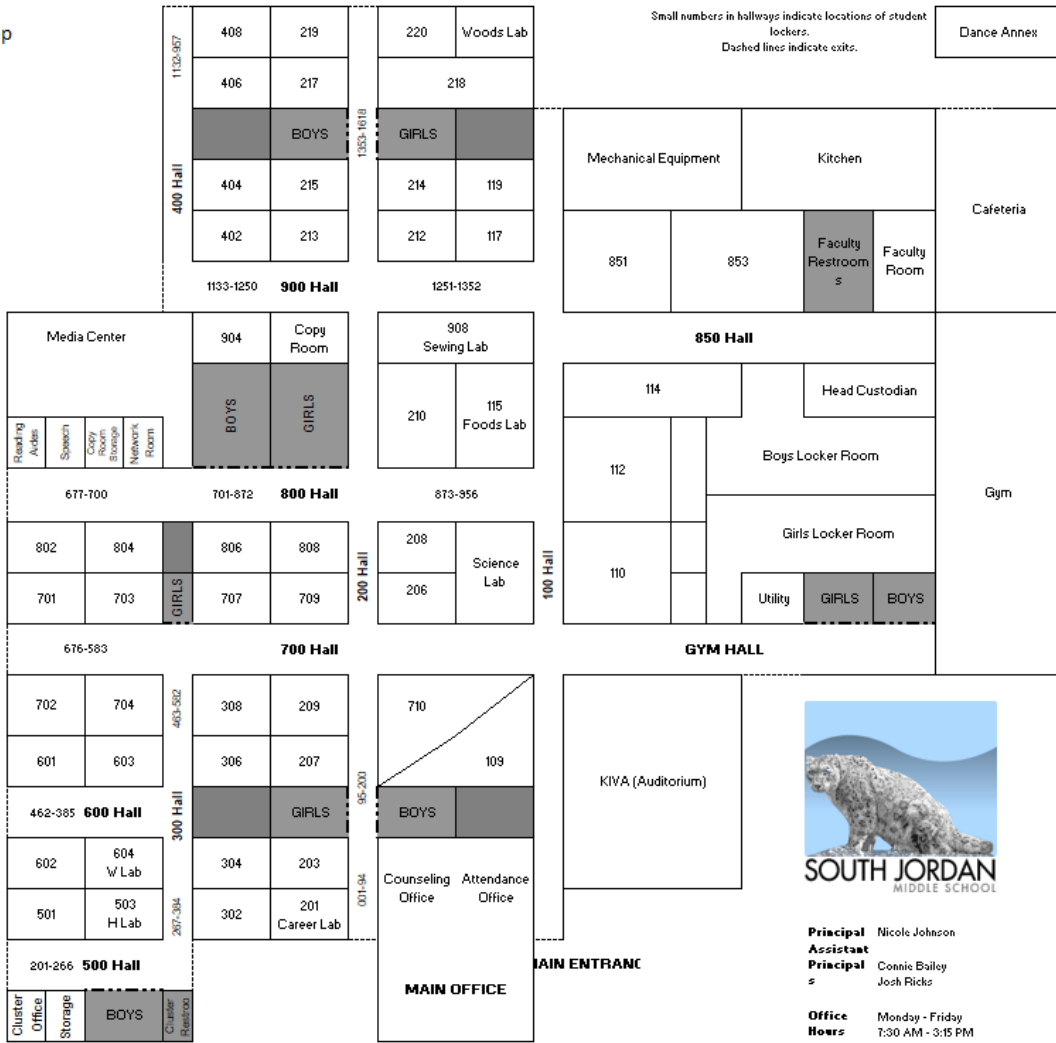 p
408
219
220
Woods Lab
Small numbers in hallways indicate locations of student
lockers.
Dashed lines indicate exits.
Dance Annex
1132-957
406
217
218
BOYS
1353-1618
GIRLS
Mechanical Equipment
Kitchen
Cafeteria
400 Hall
404
215
214
119
402
213
212
117
851
853
Faculty
Restroom
s
Faculty
Room
1133-1250
900 Hall
1251-1352
Media Center
904
Copy
Room
908
Sewing Lab
850 Hall
BOYS
GIRLS
210
115
Foods Lab
114
Head Custodian
Reading
Aides
Speech
Copy
Room
Storage
Network
Room
112
Boys Locker Room
Gym
677-700
701-872
800 Hall
873-956
802
804
806
808
208
Science
Lab
Girls Locker Room
701
703
GIRLS
707
709
200 Hall
206
100 Hall
110
Utility
GIRLS
BOYS
676-583
700 Hall
GYM HALL
702
704
463-582
308
209
710
601
603
306
207
109
KIVA (Auditorium)
462-385
600 Hall
300 Hall
GIRLS
95-200
BOYS
602
604
W Lab
304
203
001-94
Counseling
Office
Attendance
Office
501
503
H Lab
267-384
302
201
Career Lab
SOUTH JORDAN
MIDDLE SCHOOL
201-266
500 Hall
MAIN OFFICE
IAIN ENTRANC
Cluster
Office
Storage
BOYS
Cluster
Restroo
Principal Nicole Johnson
Assistant
Principal Connie Bailey
s Josh Ricks
Office Monday - Friday
Hours 7:30 AM - 3:15 PM